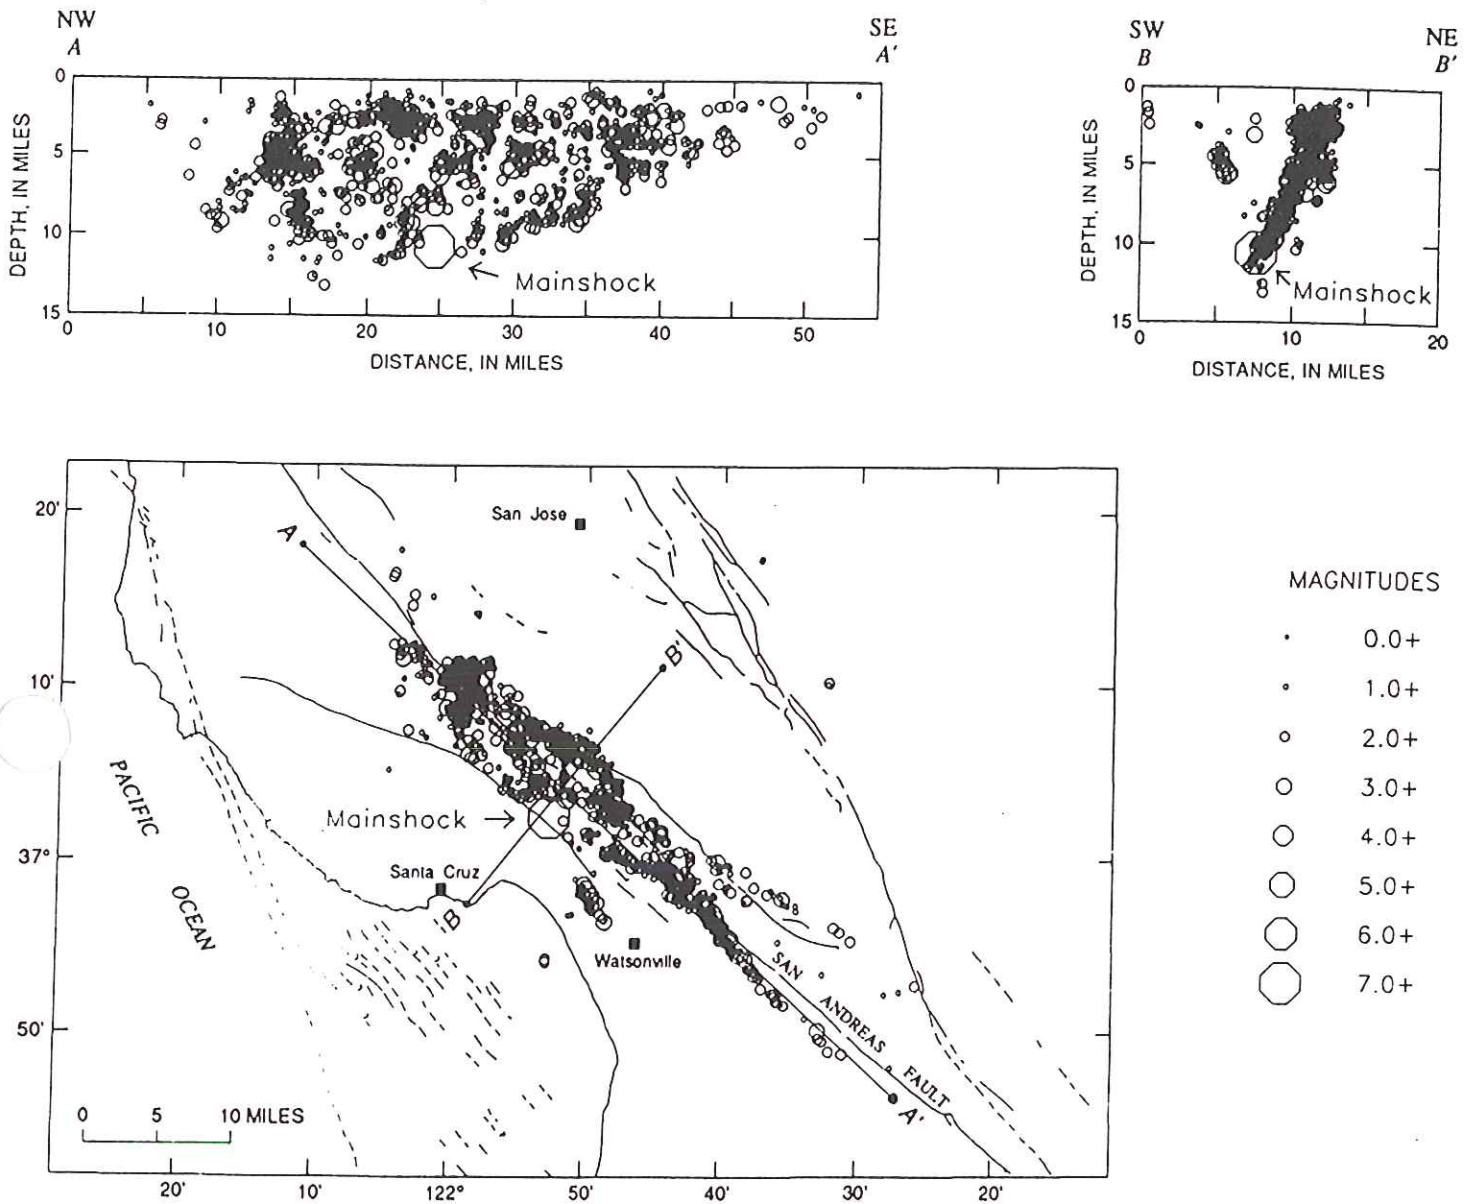 NW
A
SE
A'
0
5
10
15
DEPTH, IN MILES
Mainshock
0 10 20 30 40 50
DISTANCE, IN MILES
SW
B
NE
B'
0
5
10
15
DEPTH, IN MILES
Mainshock
0 10 20
DISTANCE, IN MILES
20'
10'
37°
50'
A
San Jose
B'
PACIFIC
OCEAN
Mainshock
Santa Cruz
B
Watsonville
SAN
ANDREAS
FAULT
A'
0 5 10 MILES
20' 10' 122° 50' 40' 30' 20'
MAGNITUDES
0.0+
1.0+
2.0+
3.0+
4.0+
5.0+
6.0+
7.0+